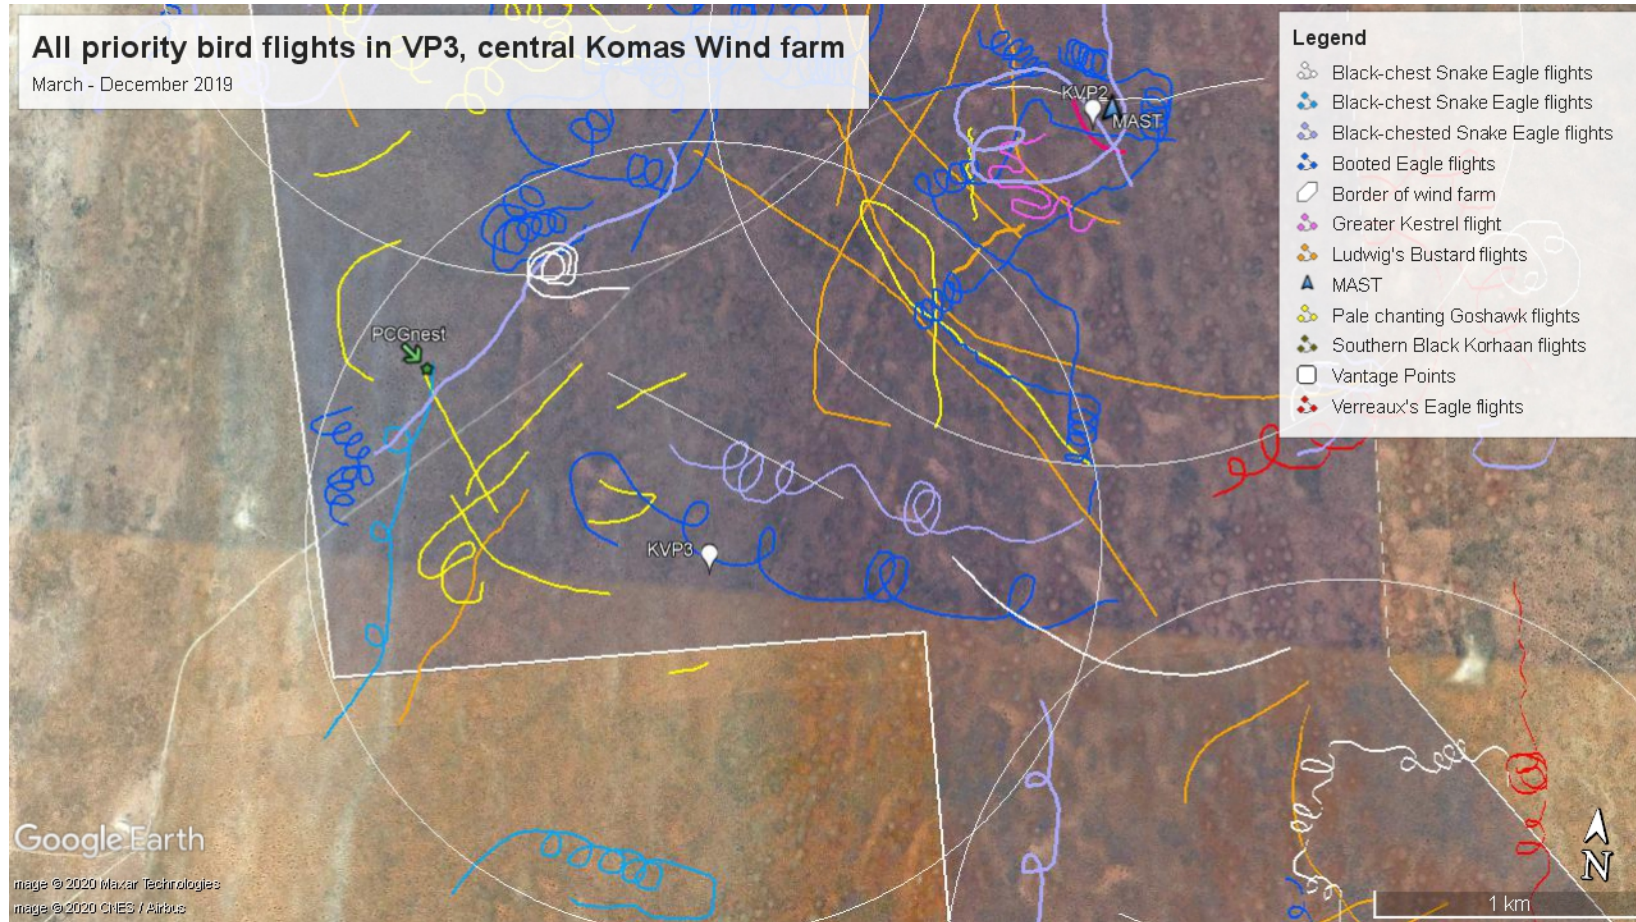 All priority bird flights in VP3, central Komas Wind farm
March - December 2019
Legend
Black-chest Snake Eagle flights
Black-chest Snake Eagle flights
Black-chested Snake Eagle flights
Booted Eagle flights
Border of wind farm
Greater Kestrel flight
Ludwig's Bustard flights
MAST
Pale chanting Goshawk flights
Southern Black Korhaan flights
Vantage Points
Verreaux's Eagle flights
KVP2
MAST
PCGnest
KVP3
Google Earth
mage © 2020 Maxar Technologies
mage © 2020 CNES / Airbus
N
1 km